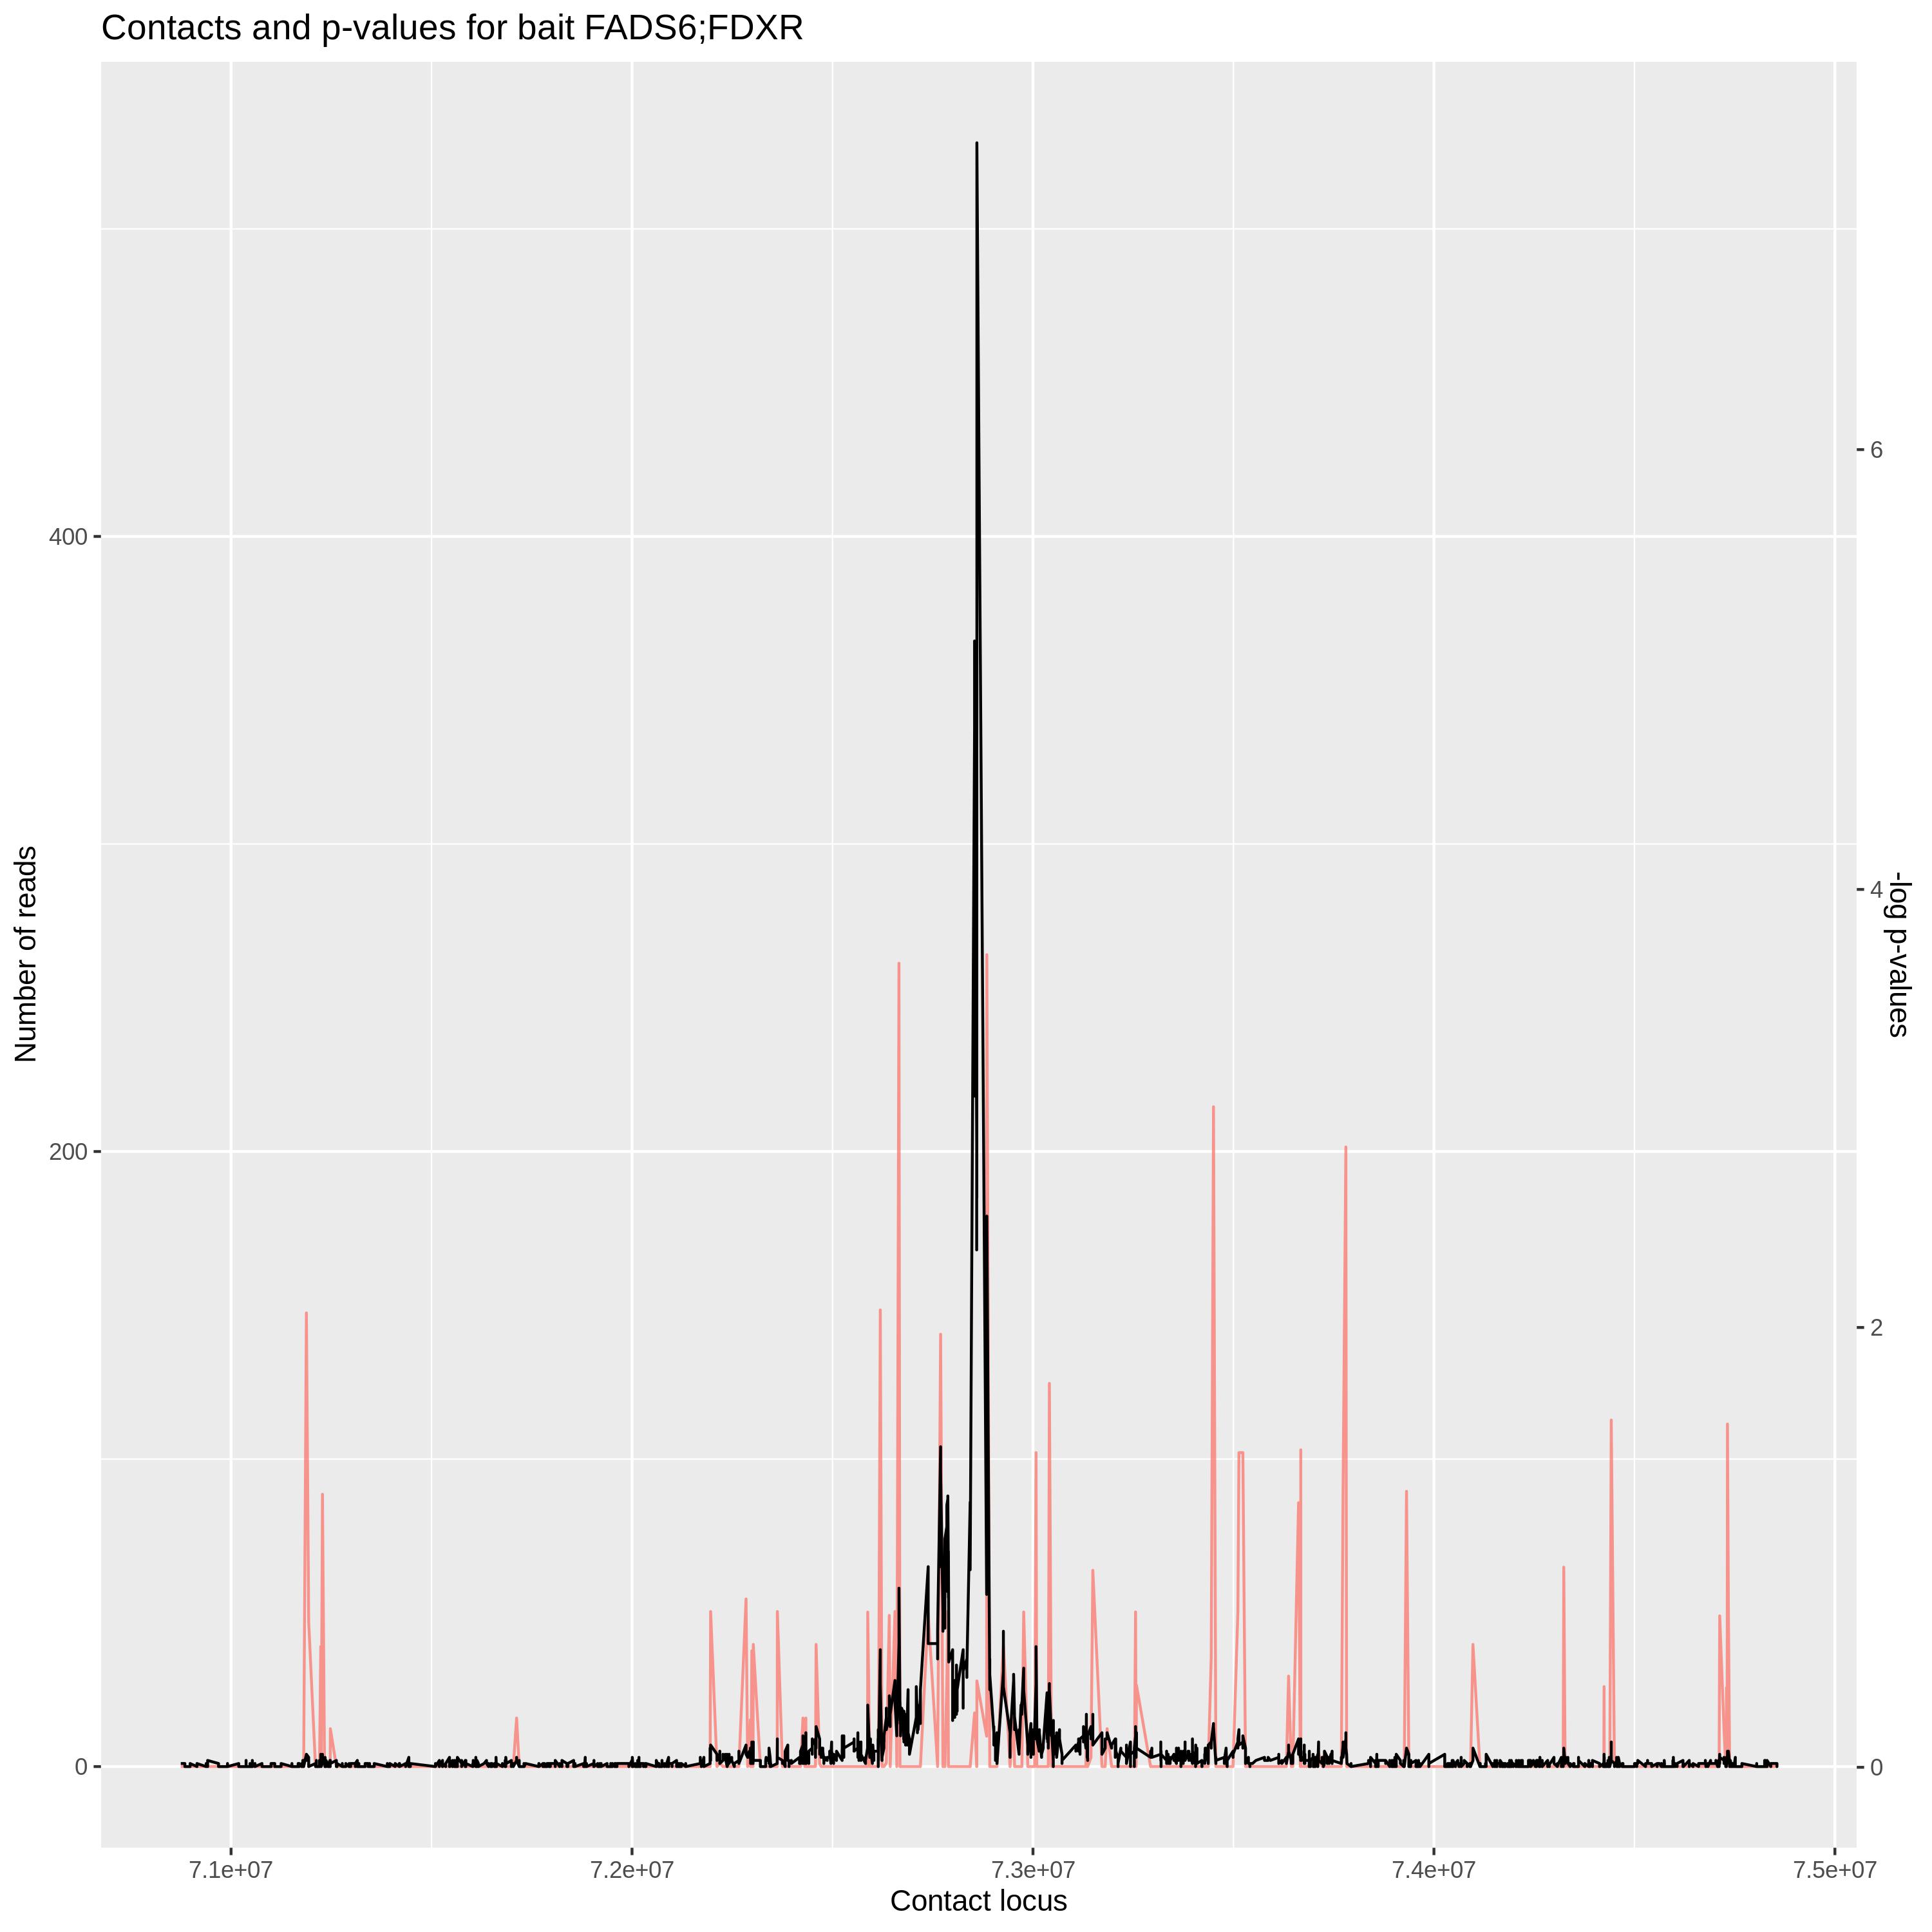 Contacts and p-values for bait FADS6;FDXR
Number of reads
400
200
0
6
4
2
0
-log p-values
7.1e+07
7.2e+07
7.3e+07
7.4e+07
7.5e+07
Contact locus